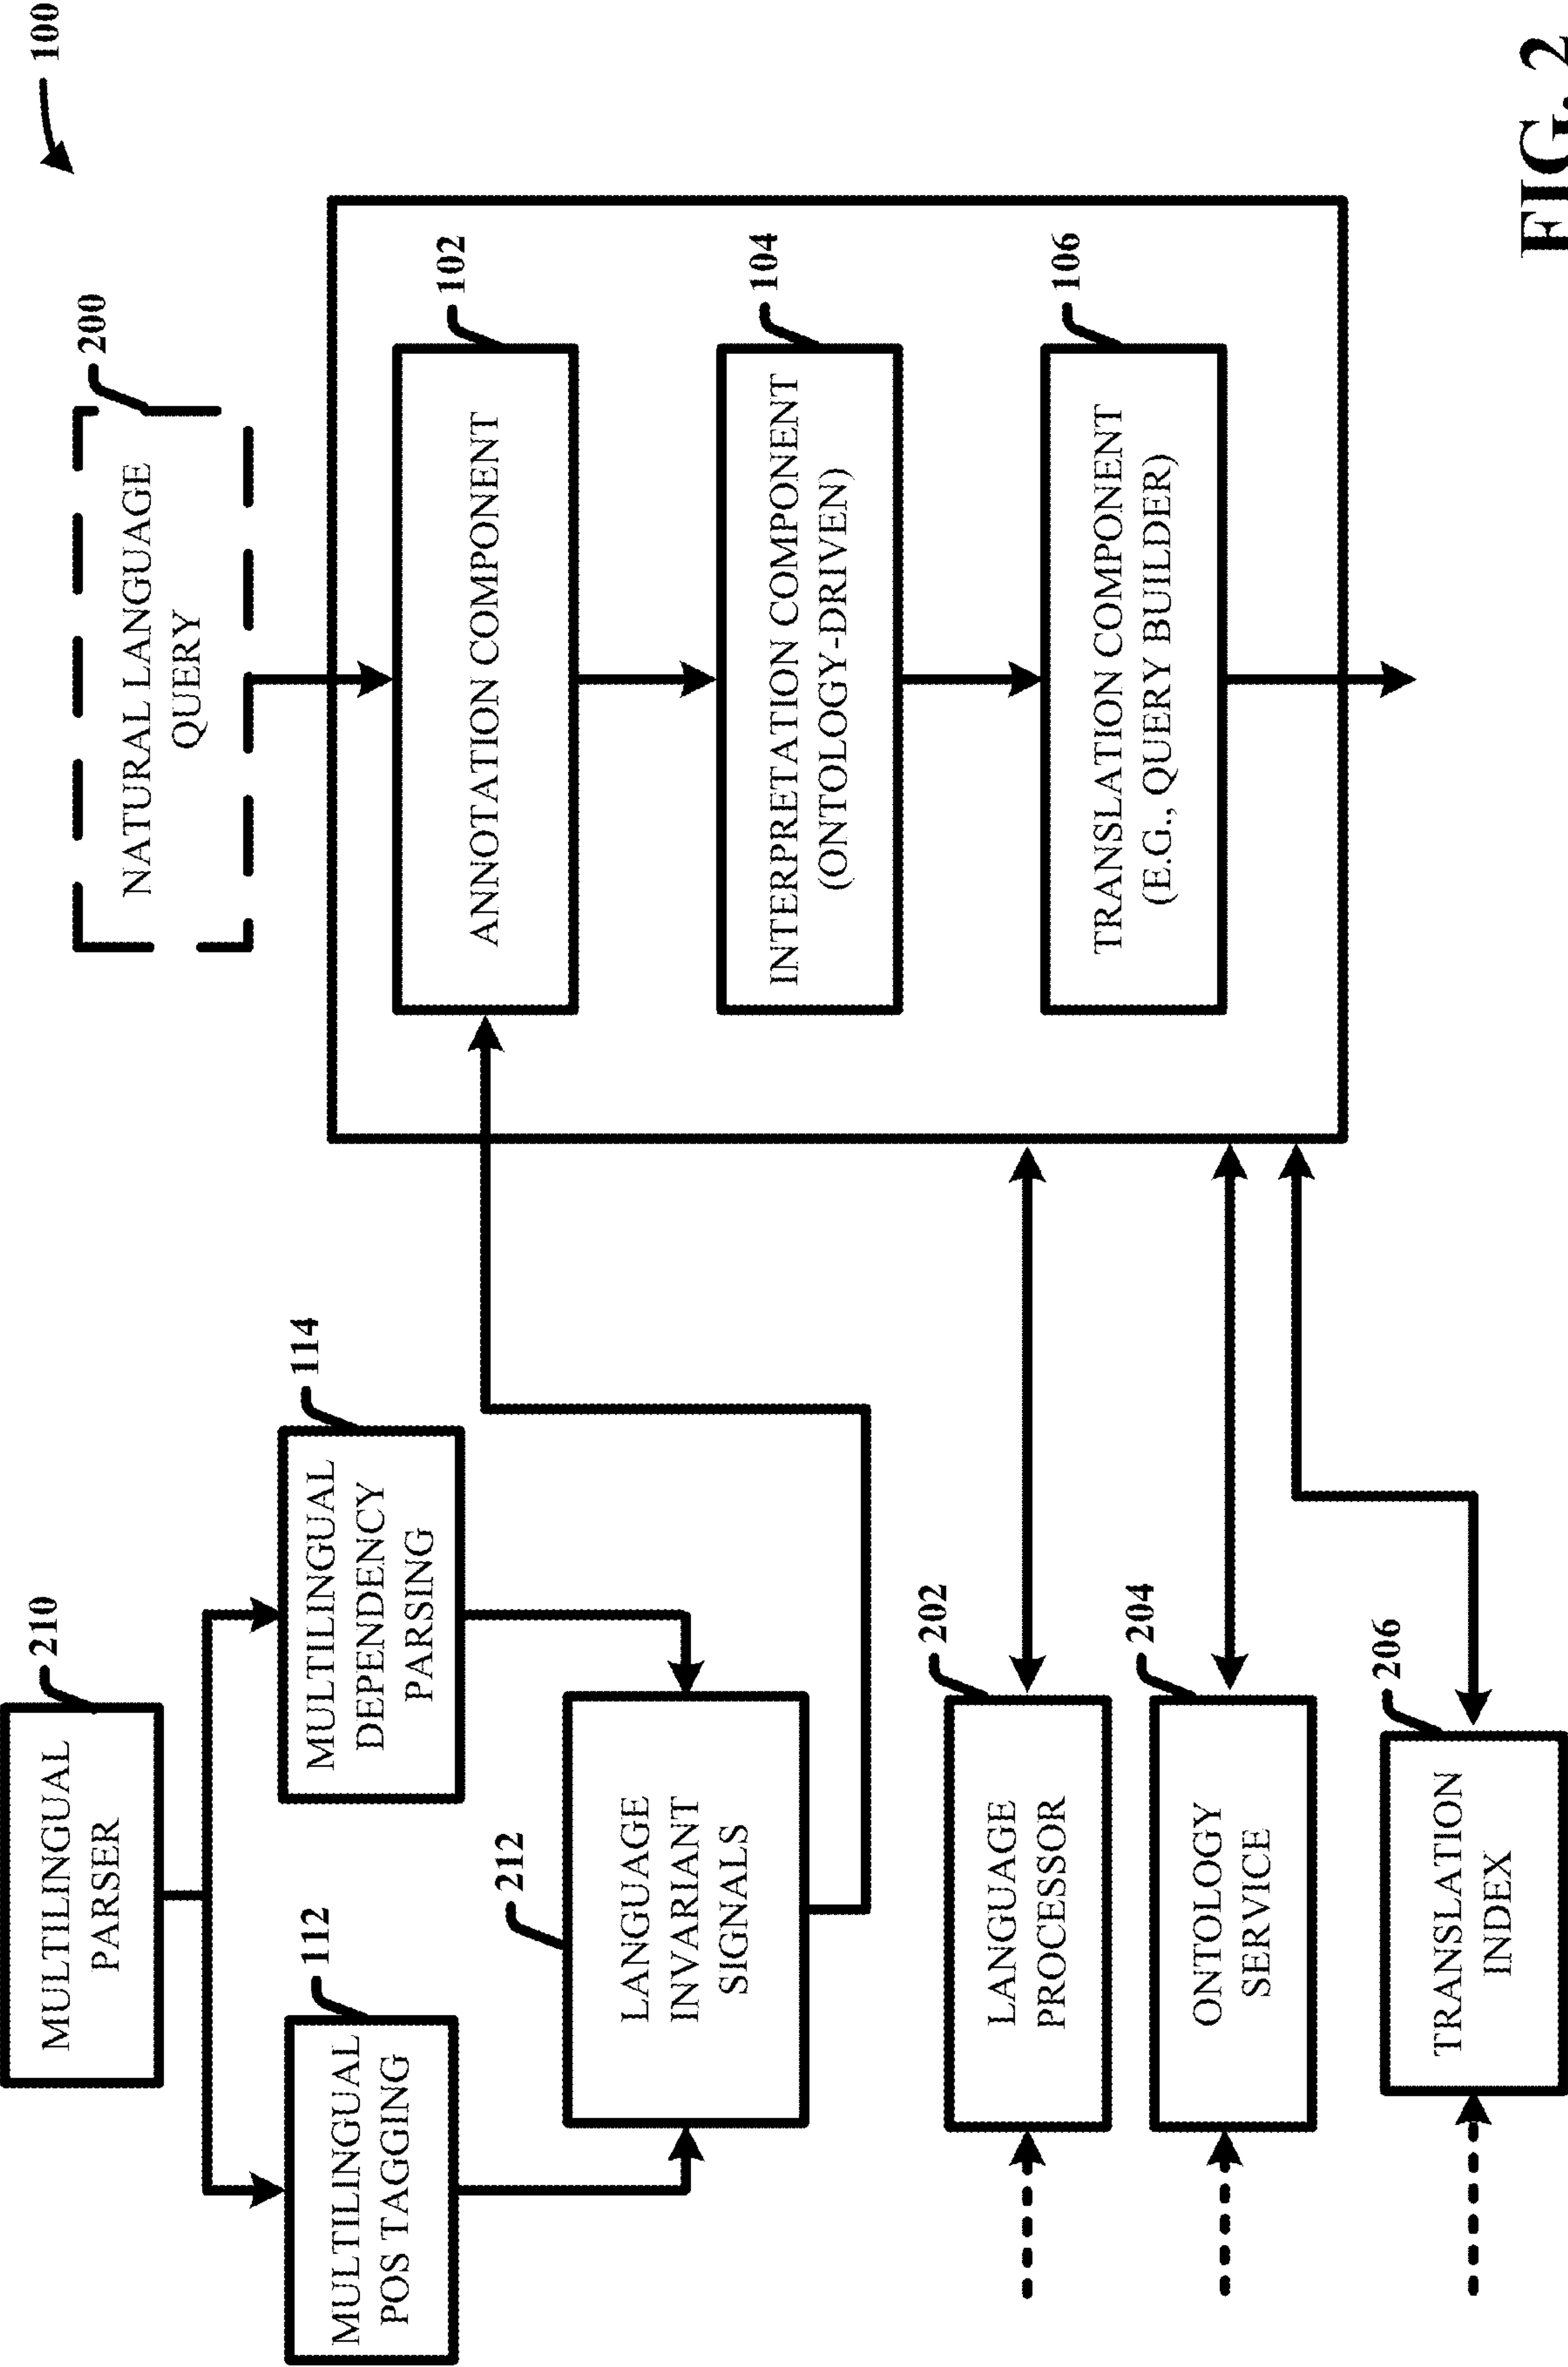 100
MULTILINGUAL
PARSER
210
NATURAL LANGUAGE
QUERY
200
MULTILINGUAL
POS TAGGING
112
MULTILINGUAL
DEPENDENCY
PARSING
114
LANGUAGE
INVARIANT
SIGNALS
212
ANNOTATION COMPONENT
102
INTERPRETATION COMPONENT
(ONTOLOGY-DRIVEN)
104
TRANSLATION COMPONENT
(E.G., QUERY BUILDER)
106
LANGUAGE
PROCESSOR
202
ONTOLOGY
SERVICE
204
TRANSLATION
INDEX
206
FIG. 2